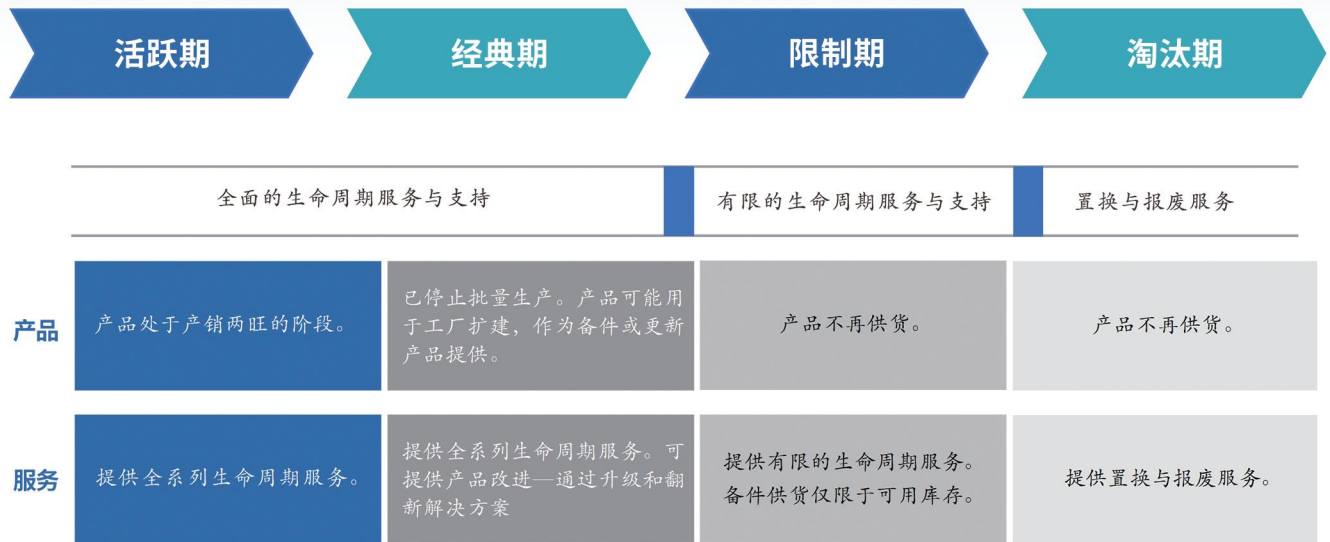 活跃期
经典期
限制期
淘汰期
全面的生命周期服务与支持
有限的生命周期服务与支持
置换与报废服务
产品
产品处于产销两旺的阶段。
已停止批量生产。产品可能用
于工厂扩建，作为备件或更新
产品提供。
产品不再供货。
产品不再供货。
服务
提供全系列生命周期服务。
提供全系列生命周期服务。可
提供产品改进—通过升级和翻
新解决方案
提供有限的生命周期服务。
备件供货仅限于可用库存。
提供置换与报废服务。